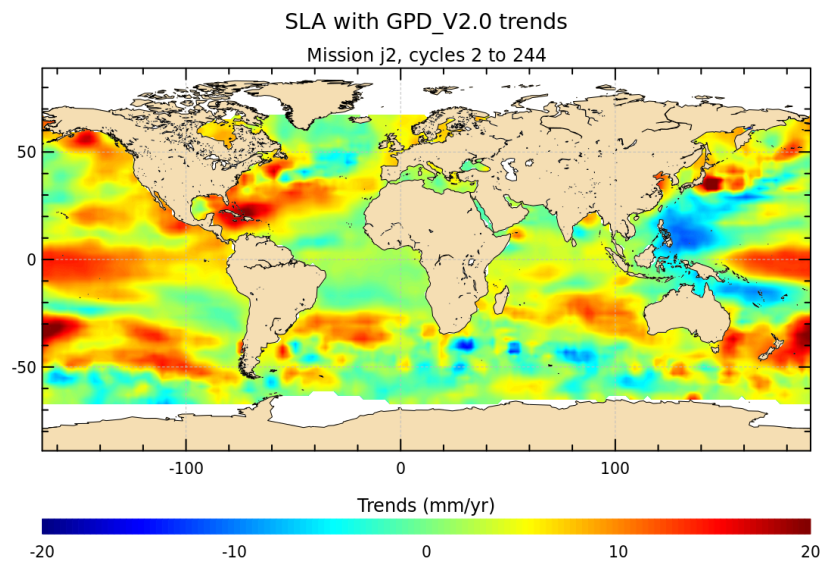 SLA with GPD_V2.0 trends
Mission j2, cycles 2 to 244
50
0
-50
-100 0 100
Trends (mm/yr)
-20 -10 0 10 20